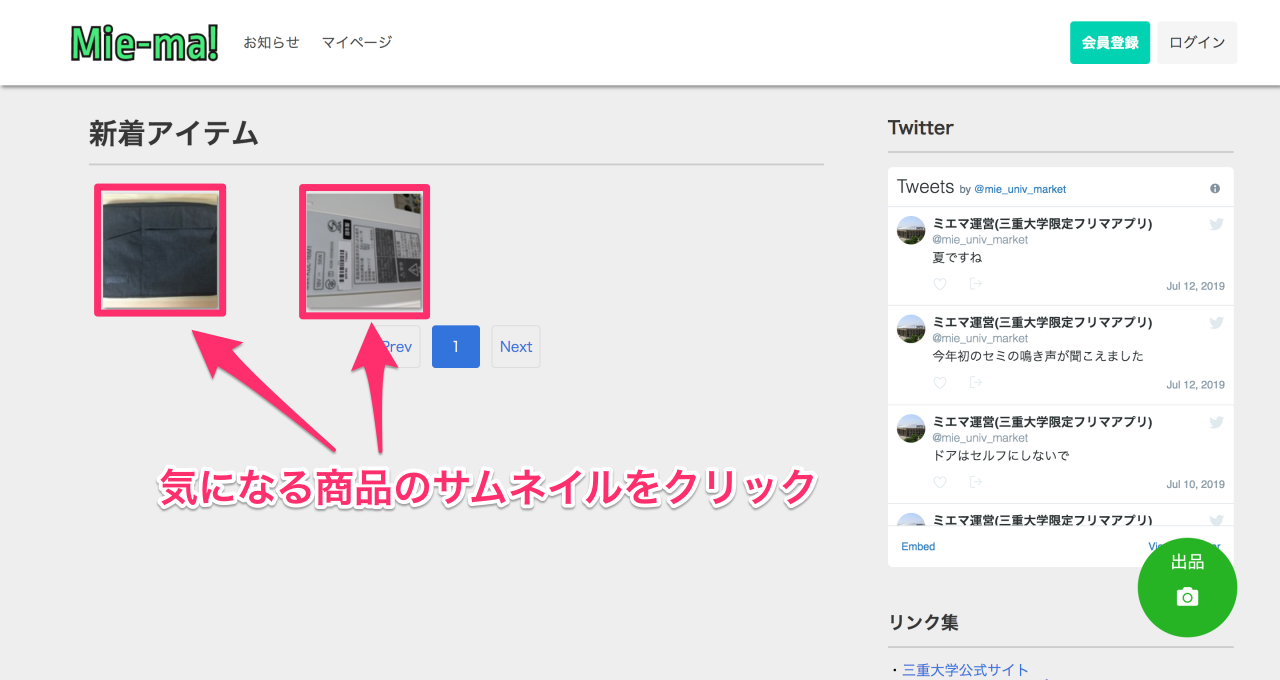 Mie-ma!
お知らせ
マイページ
会員登録
ログイン
新着アイテム
Prev
1
Next
気になる商品のサムネイルをクリック
Twitter
Tweets by @mie_univ_market
ミエマ運営(三重大学限定フリマアプリ)
@mie_univ_market
夏ですね
Jul 12, 2019
ミエマ運営(三重大学限定フリマアプリ)
@mie_univ_market
今年初のセミの鳴き声が聞こえました
Jul 12, 2019
ミエマ運営(三重大学限定フリマアプリ)
@mie_univ_market
ドアはセルフにしないで
Jul 10, 2019
ミエマ運営(三重大学限定フリマアプリ)
Embed
出品
リンク集
・三重大学公式サイト